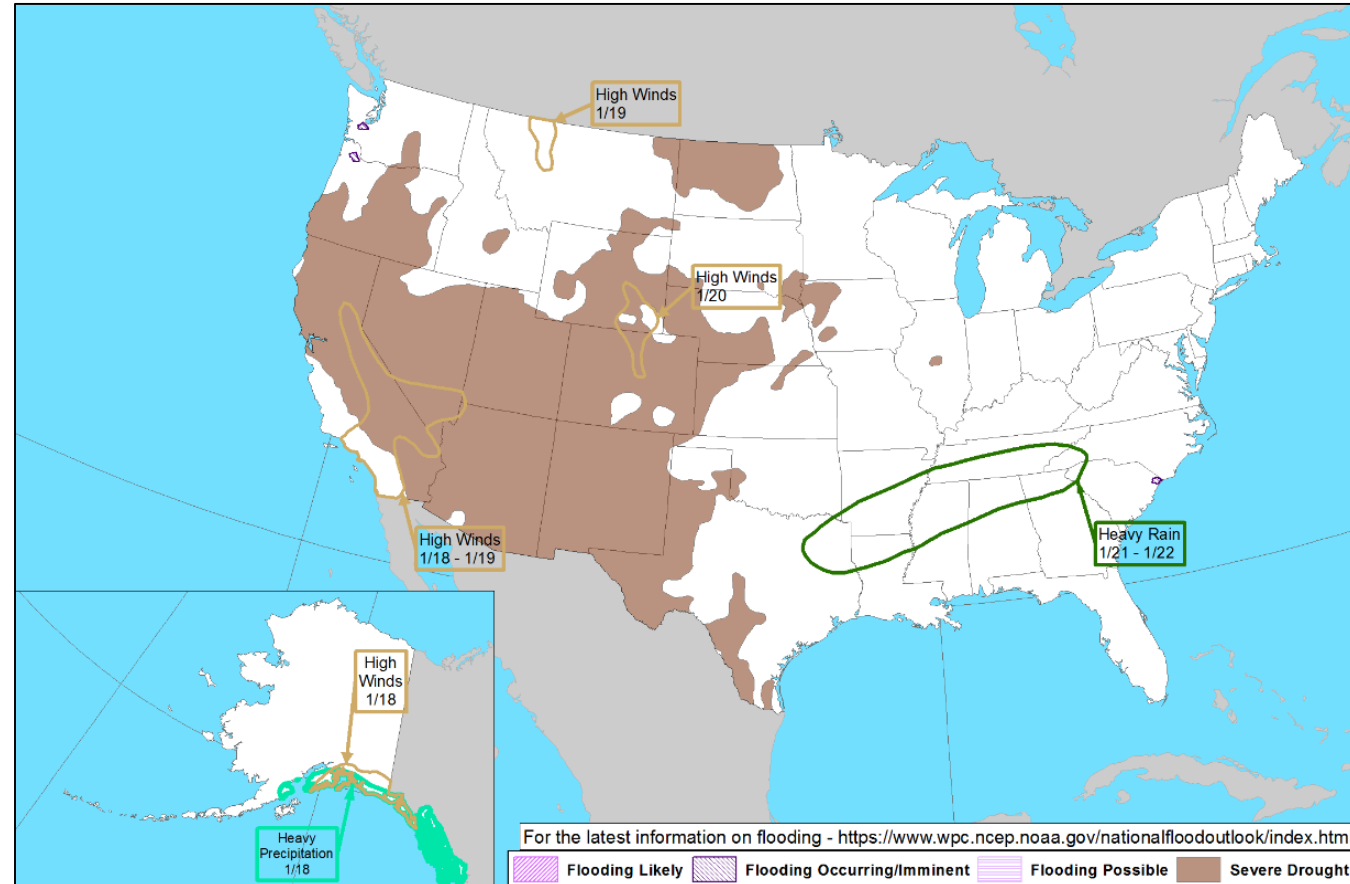 High Winds
1/19
High Winds
1/20
High Winds
1/18 - 1/19
Heavy Rain
1/21 - 1/22
High
Winds
1/18
Heavy
Precipitation
1/18
For the latest information on flooding - https://www.wpc.ncep.noaa.gov/nationalfloodoutlook/index.htm
Flooding Likely Flooding Occurring/Imminent Flooding Possible Severe Drought